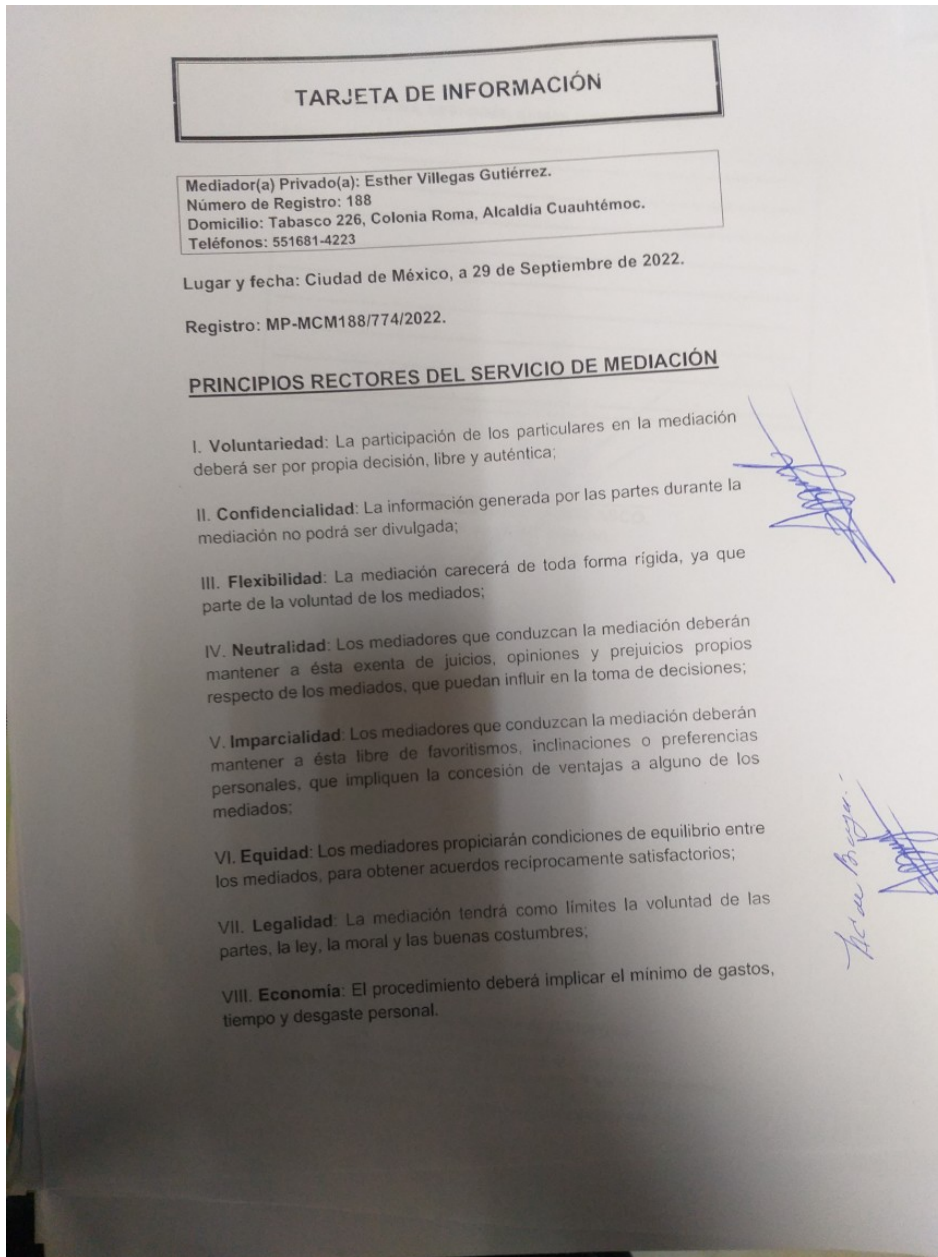 TARJETA DE INFORMACIÓN
Mediador(a) Privado(a): Esther Villegas Gutiérrez.
Número de Registro: 188
Domicilio: Tabasco 226, Colonia Roma, Alcaldía Cuauhtémoc.
Teléfonos: 551681-4223
Lugar y fecha: Ciudad de México, a 29 de Septiembre de 2022.
Registro: MP-MCM188/774/2022.
PRINCIPIOS RECTORES DEL SERVICIO DE MEDIACIÓN
I. Voluntariedad: La participación de los particulares en la mediación
deberá ser por propia decisión, libre y auténtica;
II. Confidencialidad: La información generada por las partes durante la
mediación no podrá ser divulgada;
III. Flexibilidad: La mediación carecerá de toda forma rígida, ya que
parte de la voluntad de los mediados;
IV. Neutralidad: Los mediadores que conduzcan la mediación deberán
mantener a ésta exenta de juicios, opiniones y prejuicios propios
respecto de los mediados, que puedan influir en la toma de decisiones;
V. Imparcialidad: Los mediadores que conduzcan la mediación deberán
mantener a ésta libre de favoritismos, inclinaciones o preferencias
personales, que impliquen la concesión de ventajas a alguno de los
mediados;
VI. Equidad: Los mediadores propiciarán condiciones de equilibrio entre
los mediados, para obtener acuerdos recíprocamente satisfactorios;
VII. Legalidad: La mediación tendrá como límites la voluntad de las
partes, la ley, la moral y las buenas costumbres;
VIII. Economía: El procedimiento deberá implicar el mínimo de gastos,
tiempo y desgaste personal.